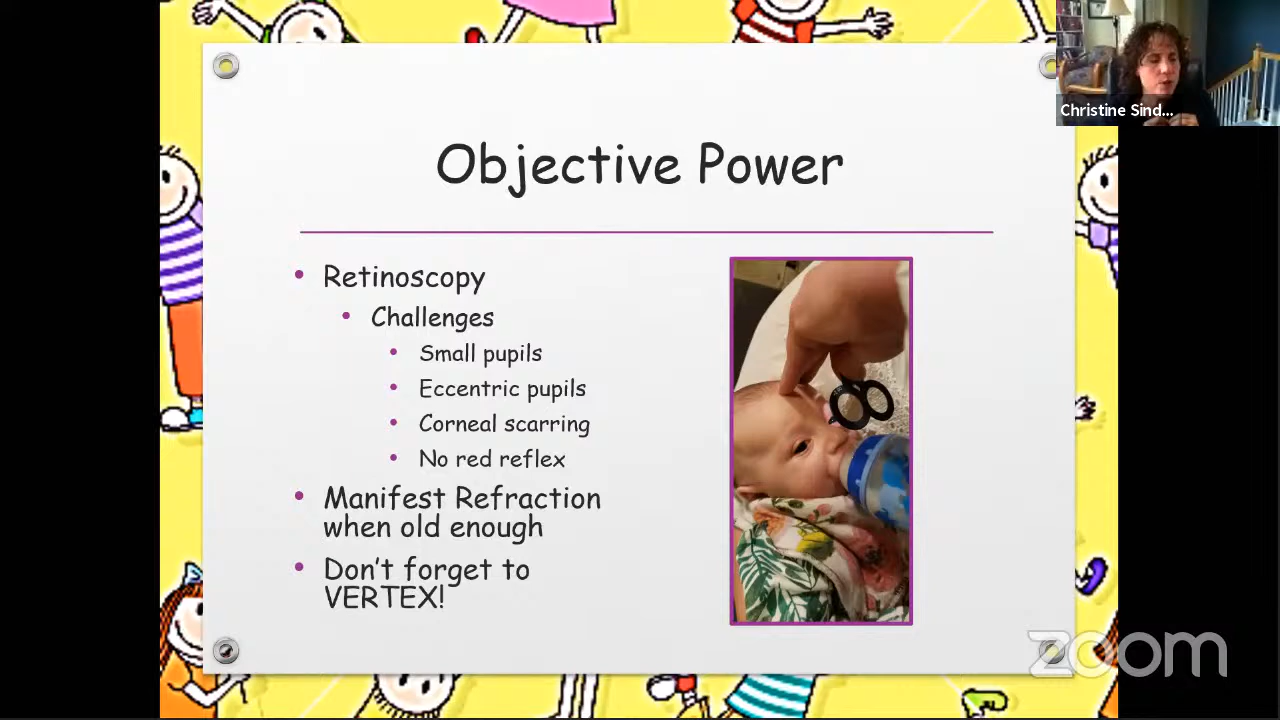 Christine Sind...
Objective Power
Retinoscopy
Challenges
Small pupils
Eccentric pupils
Corneal scarring
No red reflex
Manifest Refraction
when old enough
Don't forget to
VERTEX!
zoom